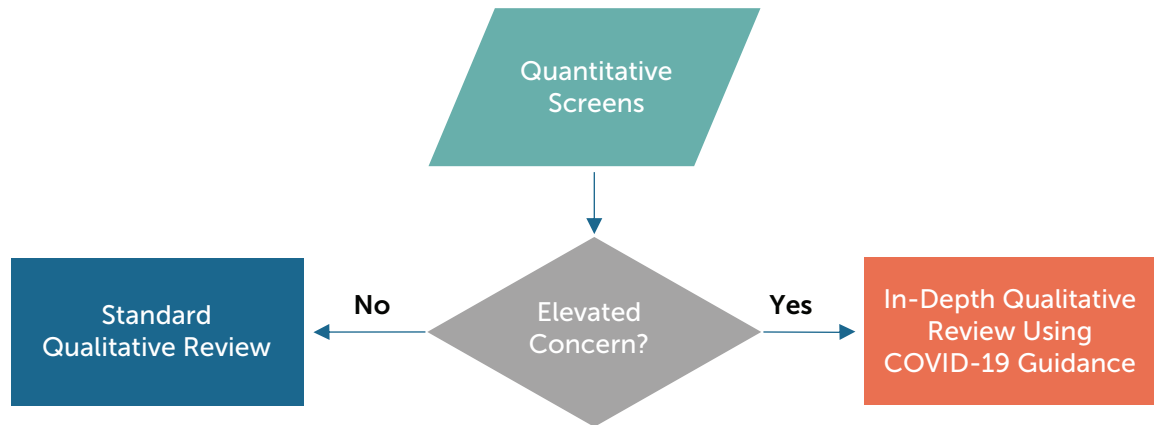 Quantitative
Screens
Elevated
Concern?
No
Yes
Standard
Qualitative Review
In-Depth Qualitative
Review Using
COVID-19 Guidance